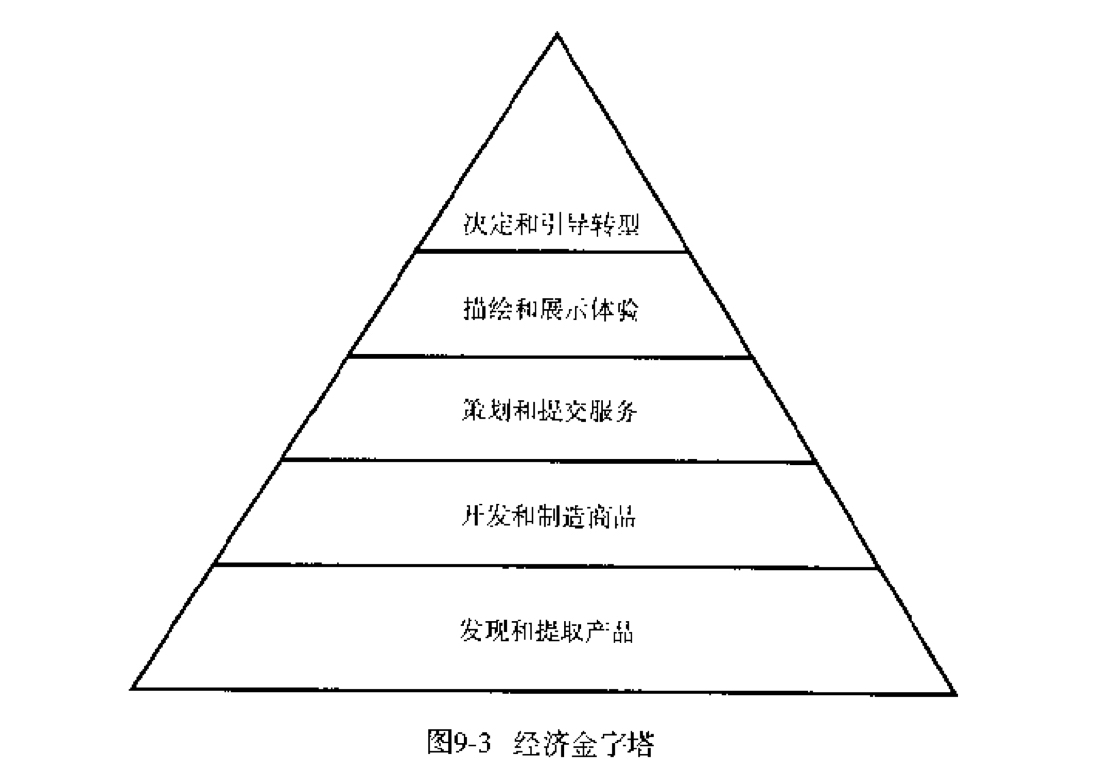 决定和引导转型
描绘和展示体验
策划和提交服务
开发和制造商品
发现和提取产品
图9-3 经济金字塔